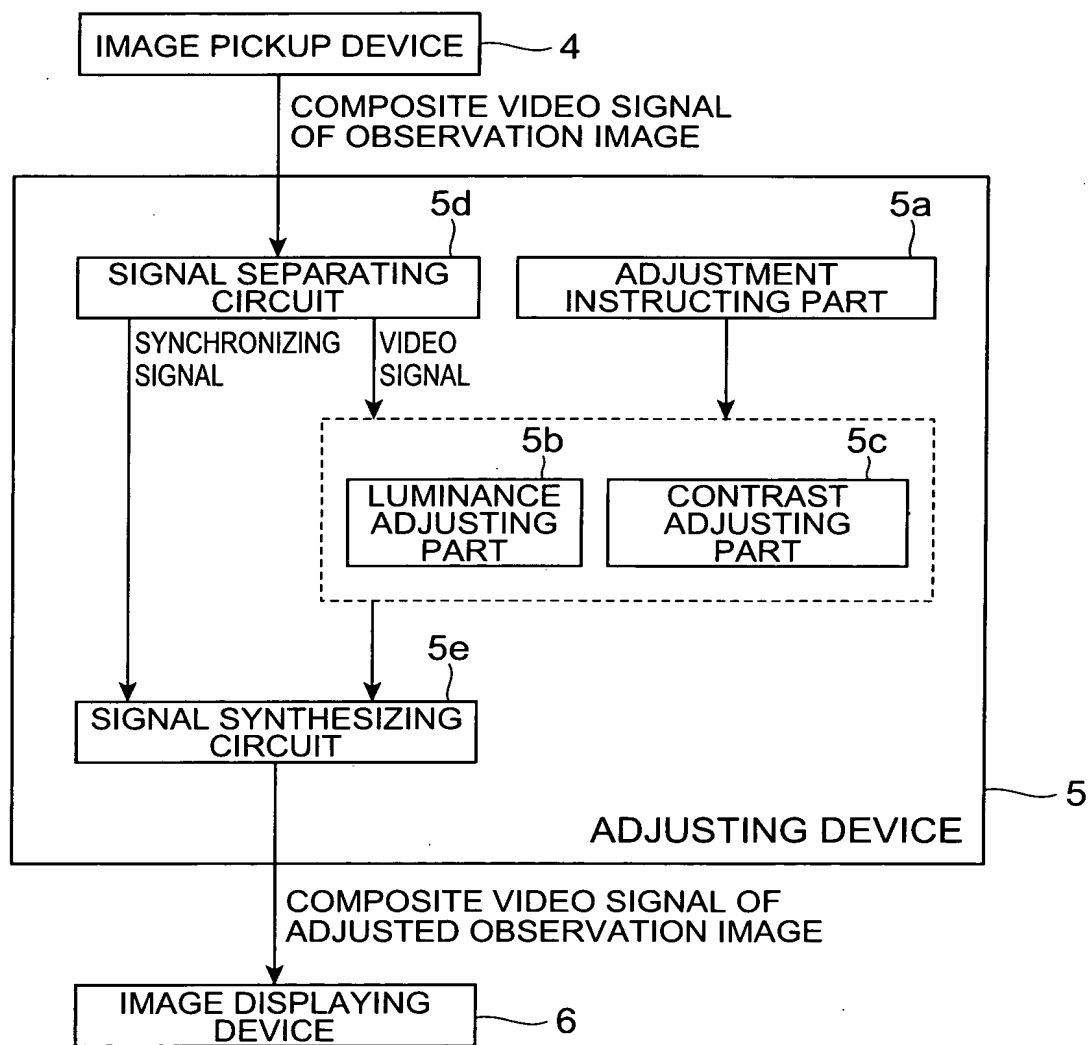 IMAGE PICKUP DEVICE
4
COMPOSITE VIDEO SIGNAL
OF OBSERVATION IMAGE
5d
5a
SIGNAL SEPARATING
CIRCUIT
ADJUSTMENT
INSTRUCTING PART
SYNCHRONIZING
SIGNAL
VIDEO
SIGNAL
5b
5c
LUMINANCE
ADJUSTING
PART
CONTRAST
ADJUSTING
PART
5e
SIGNAL SYNTHESIZING
CIRCUIT
5
ADJUSTING DEVICE
COMPOSITE VIDEO SIGNAL OF
ADJUSTED OBSERVATION IMAGE
IMAGE DISPLAYING
DEVICE
6